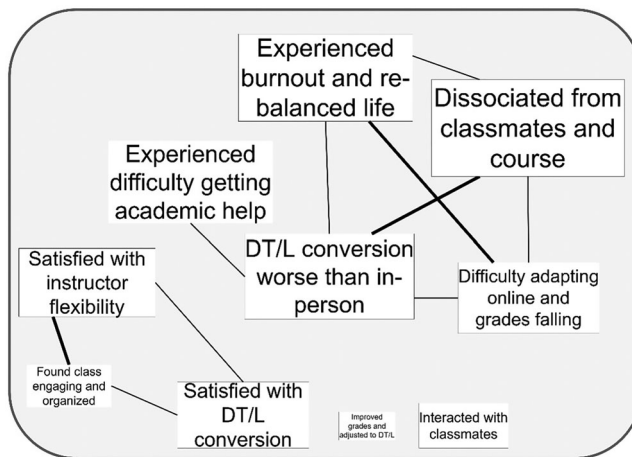 Experienced
burnout and re-
balanced life
Dissociated from
classmates and
course
Experienced
difficulty getting
academic help
DT/L conversion
worse than in-
person
Satisfied with
instructor
flexibility
Difficulty adapting
online and
grades falling
Found class
engaging and
organized
Satisfied with
DT/L
conversion
Improved
grades and
adjusted to DT/L
Interacted with
classmates